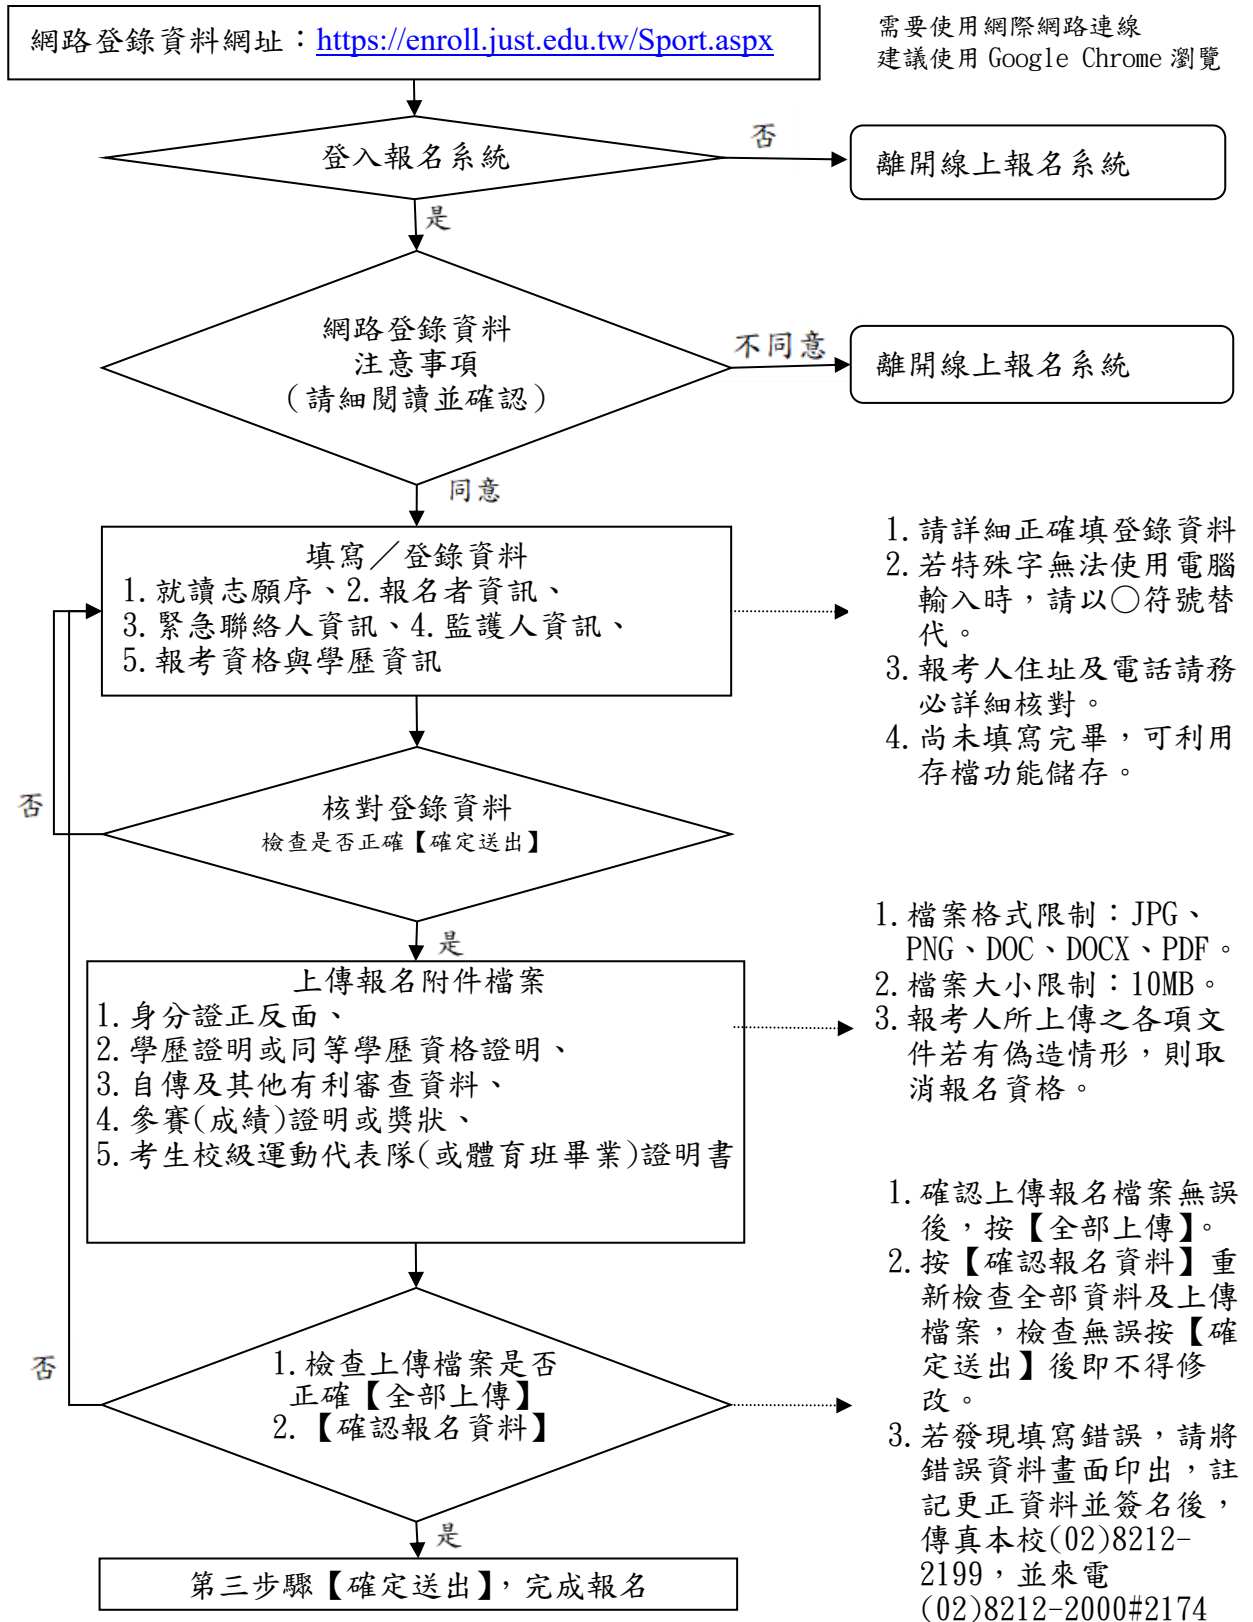 網路登錄資料網址：https://enroll.just.edu.tw/Sport.aspx
需要使用網際網路連線
建議使用 Google Chrome 瀏覽
登入報名系統
否
離開線上報名系統
是
網路登錄資料
注意事項
（請細閱讀並確認）
不同意
離開線上報名系統
同意
填寫／登錄資料
1.就讀志願序、2.報名者資訊、
3.緊急聯絡人資訊、4.監護人資訊、
5.報考資格與學歷資訊
1.請詳細正確填登錄資料
2.若特殊字無法使用電腦
輸入時，請以○符號替
代。
3.報考人住址及電話請務
必詳細核對。
4.尚未填寫完畢，可利用
存檔功能儲存。
否
核對登錄資料
檢查是否正確【確定送出】
是
上傳報名附件檔案
1.身分證正反面、
2.學歷證明或同等學歷資格證明、
3.自傳及其他有利審查資料、
4.參賽(成績)證明或獎狀、
5.考生校級運動代表隊(或體育班畢業)證明書
1.檔案格式限制：JPG、
PNG、DOC、DOCX、PDF。
2.檔案大小限制：10MB。
3.報考人所上傳之各項文
件若有偽造情形，則取
消報名資格。
否
1.檢查上傳檔案是否
正確【全部上傳】
2.【確認報名資料】
1.確認上傳報名檔案無誤
後，按【全部上傳】。
2.按【確認報名資料】重
新檢查全部資料及上傳
檔案，檢查無誤按【確
定送出】後即不得修
改。
3.若發現填寫錯誤，請將
錯誤資料畫面印出，註
記更正資料並簽名後，
傳真本校(02)8212-
2199，並來電
(02)8212-2000#2174
是
第三步驟【確定送出】，完成報名